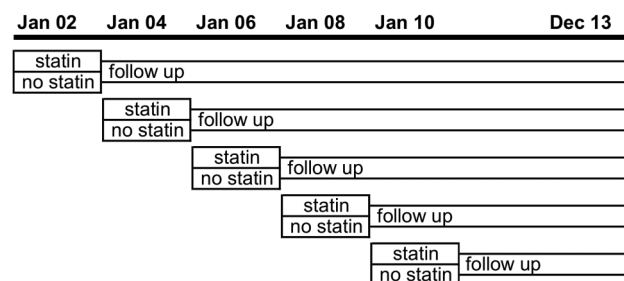 Jan 02 Jan 04 Jan 06 Jan 08 Jan 10 Dec 13
statin
no statin
follow up
statin
no statin
follow up
statin
no statin
follow up
statin
no statin
follow up
statin
no statin
follow up